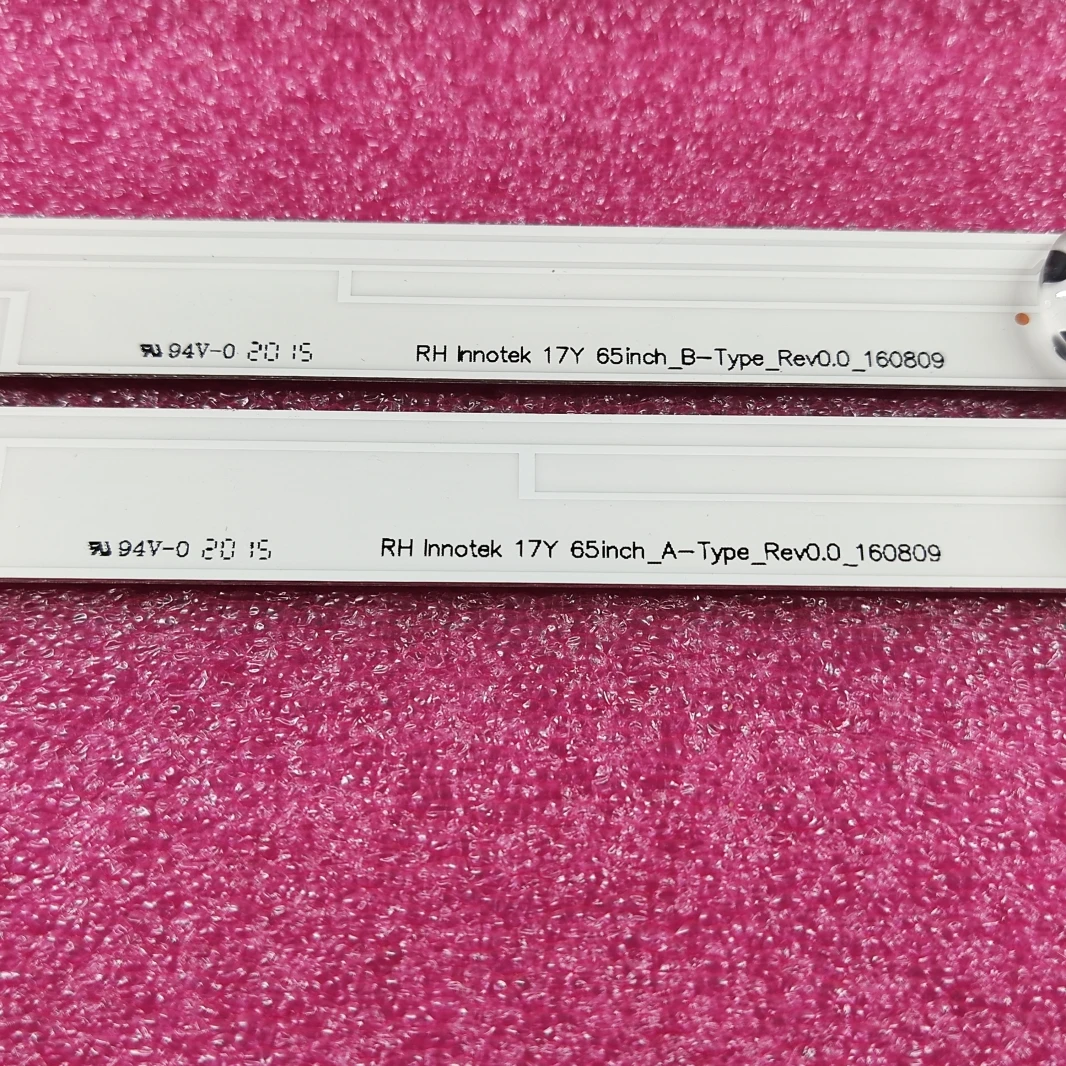 94V-0 2015 RH Innotek 17Y 65inch_B-Type_Rev0.0_160809
94V-0 2015 RH Innotek 17Y 65inch_A-Type_Rev0.0_160809